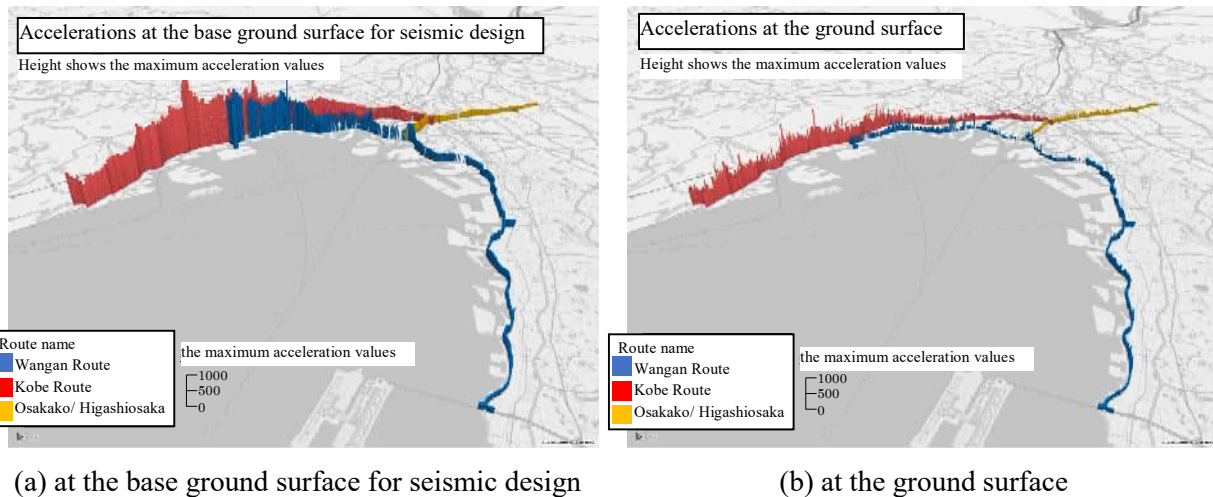 Accelerations at the base ground surface for seismic design
Height shows the maximum acceleration values
Route name
Wangan Route
Kobe Route
Osakako/ Higashiosaka
the maximum acceleration values
1000
500
0
(a) at the base ground surface for seismic design
Accelerations at the ground surface
Height shows the maximum acceleration values
Route name
Wangan Route
Kobe Route
Osakako/ Higashiosaka
the maximum acceleration values
1000
500
0
(b) at the ground surface